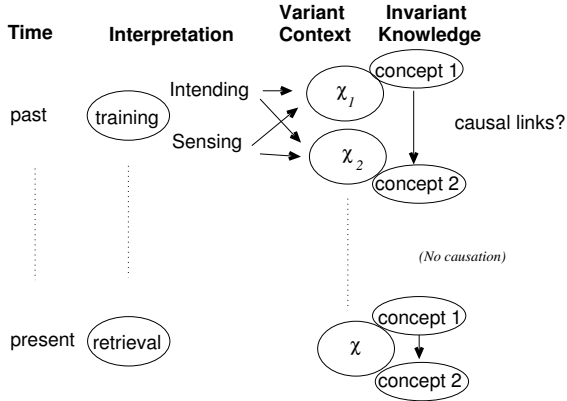 Time Interpretation Variant Context Invariant Knowledge
past training Intending Sensing χ1 χ2 concept 1 concept 2 causal links?
(No causation)
present retrieval χ concept 1 concept 2